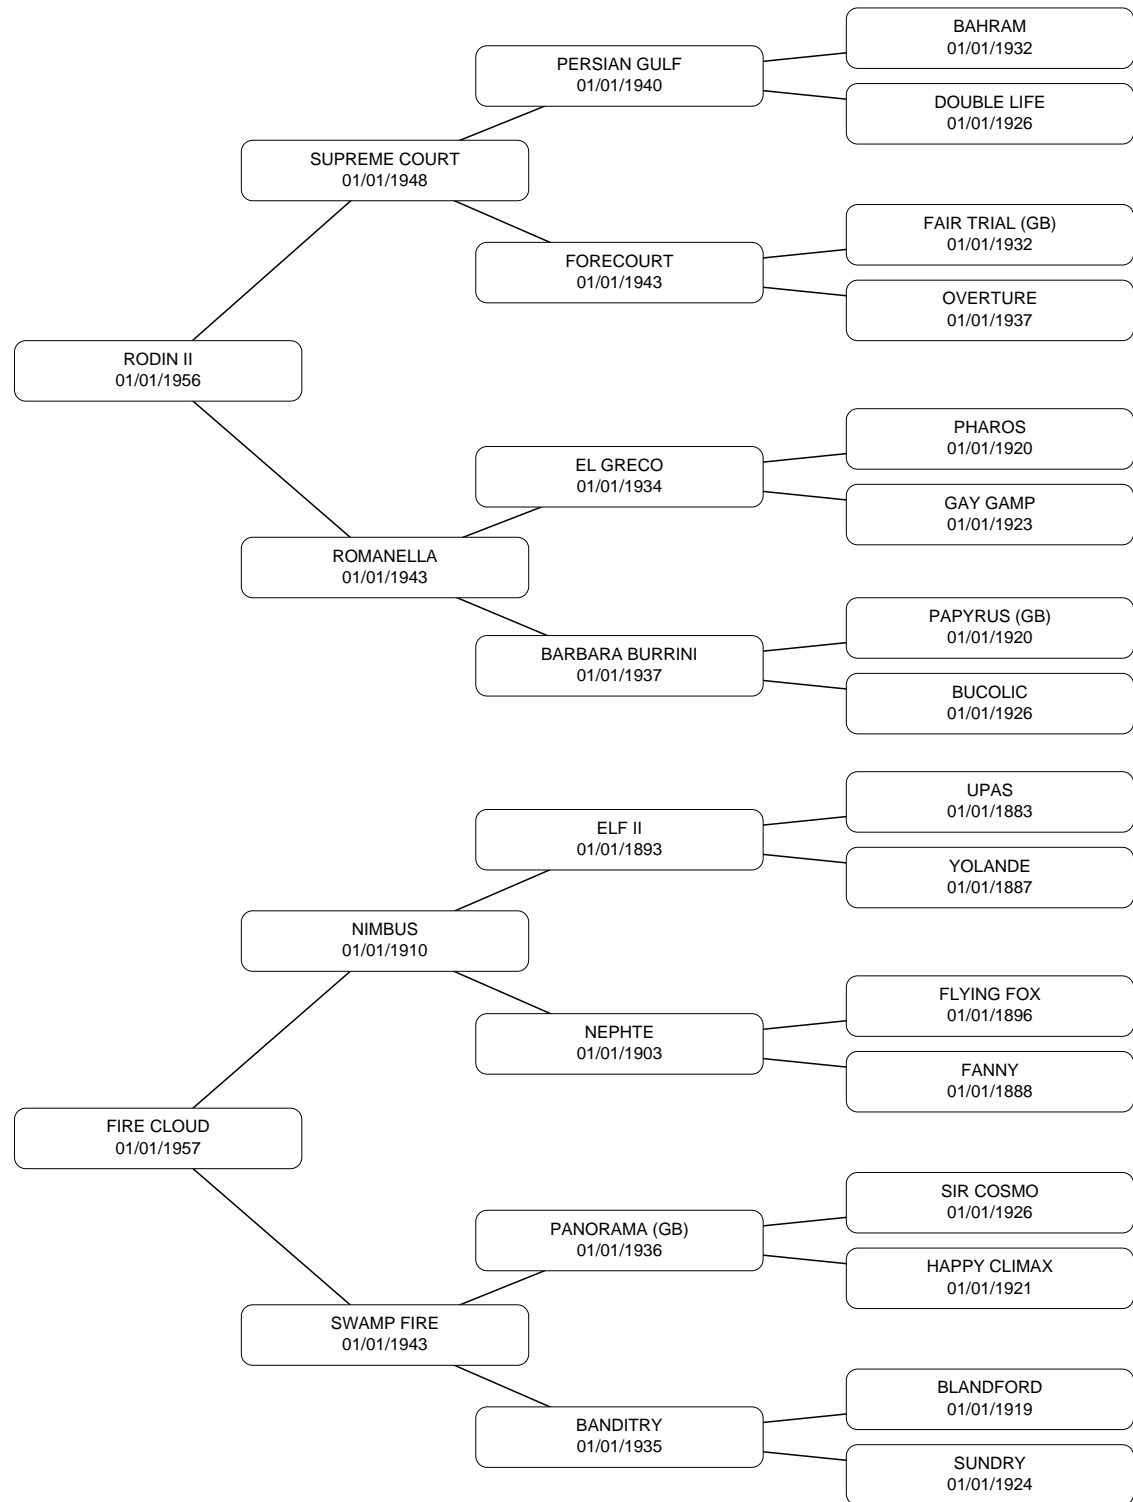 BAHRAM
01/01/1932
PERSIAN GULF
01/01/1940
DOUBLE LIFE
01/01/1926
SUPREME COURT
01/01/1948
FAIR TRIAL (GB)
01/01/1932
FORECOURT
01/01/1943
OVERTURE
01/01/1937
RODIN II
01/01/1956
PHAROS
01/01/1920
EL GRECO
01/01/1934
GAY GAMP
01/01/1923
ROMANELLA
01/01/1943
PAPYRUS (GB)
01/01/1920
BARBARA BURRINI
01/01/1937
BUCOLIC
01/01/1926
UPAS
01/01/1883
ELF II
01/01/1893
YOLANDE
01/01/1887
NIMBUS
01/01/1910
FLYING FOX
01/01/1896
NEPHTE
01/01/1903
FANNY
01/01/1888
FIRE CLOUD
01/01/1957
SIR COSMO
01/01/1926
PANORAMA (GB)
01/01/1936
HAPPY CLIMAX
01/01/1921
SWAMP FIRE
01/01/1943
BLANDFORD
01/01/1919
BANDITRY
01/01/1935
SUNDRY
01/01/1924